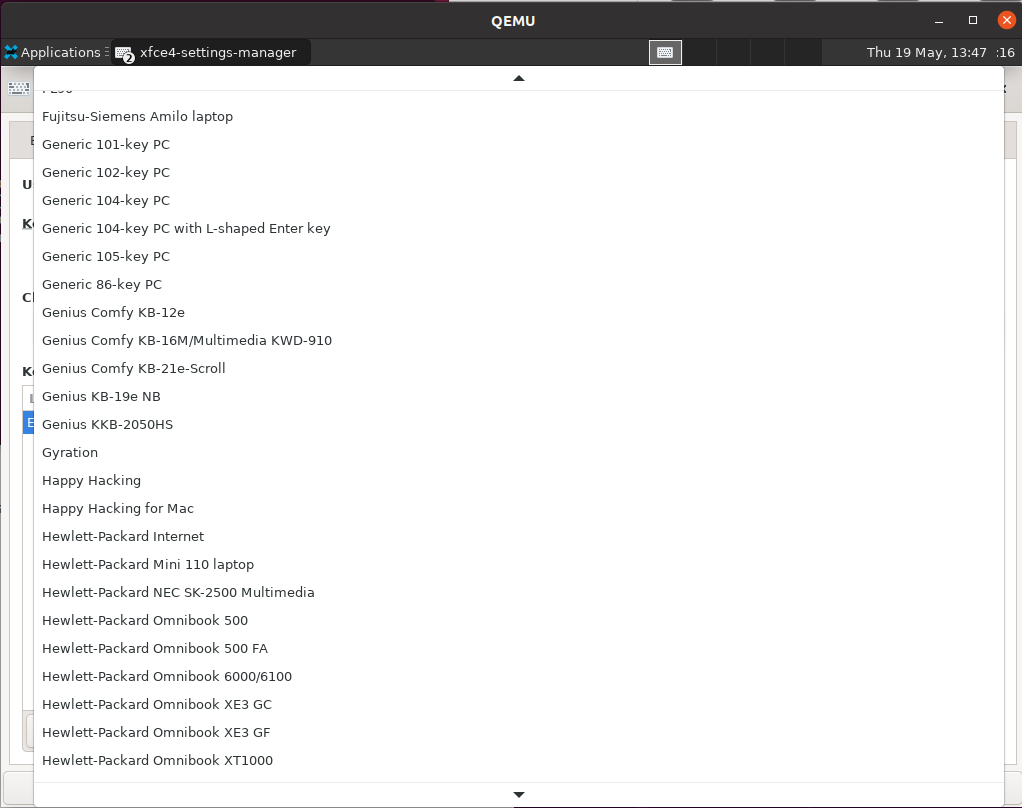 QEMU
Applications
2 xfce4-settings-manager
Thu 19 May, 13:47 :16
Fujitsu-Siemens Amilo laptop
Generic 101-key PC
Generic 102-key PC
Generic 104-key PC
Generic 104-key PC with L-shaped Enter key
Generic 105-key PC
Generic 86-key PC
Genius Comfy KB-12e
Genius Comfy KB-16M/Multimedia KWD-910
Genius Comfy KB-21e-Scroll
Genius KB-19e NB
Genius KKB-2050HS
Gyration
Happy Hacking
Happy Hacking for Mac
Hewlett-Packard Internet
Hewlett-Packard Mini 110 laptop
Hewlett-Packard NEC SK-2500 Multimedia
Hewlett-Packard Omnibook 500
Hewlett-Packard Omnibook 500 FA
Hewlett-Packard Omnibook 6000/6100
Hewlett-Packard Omnibook XE3 GC
Hewlett-Packard Omnibook XE3 GF
Hewlett-Packard Omnibook XT1000